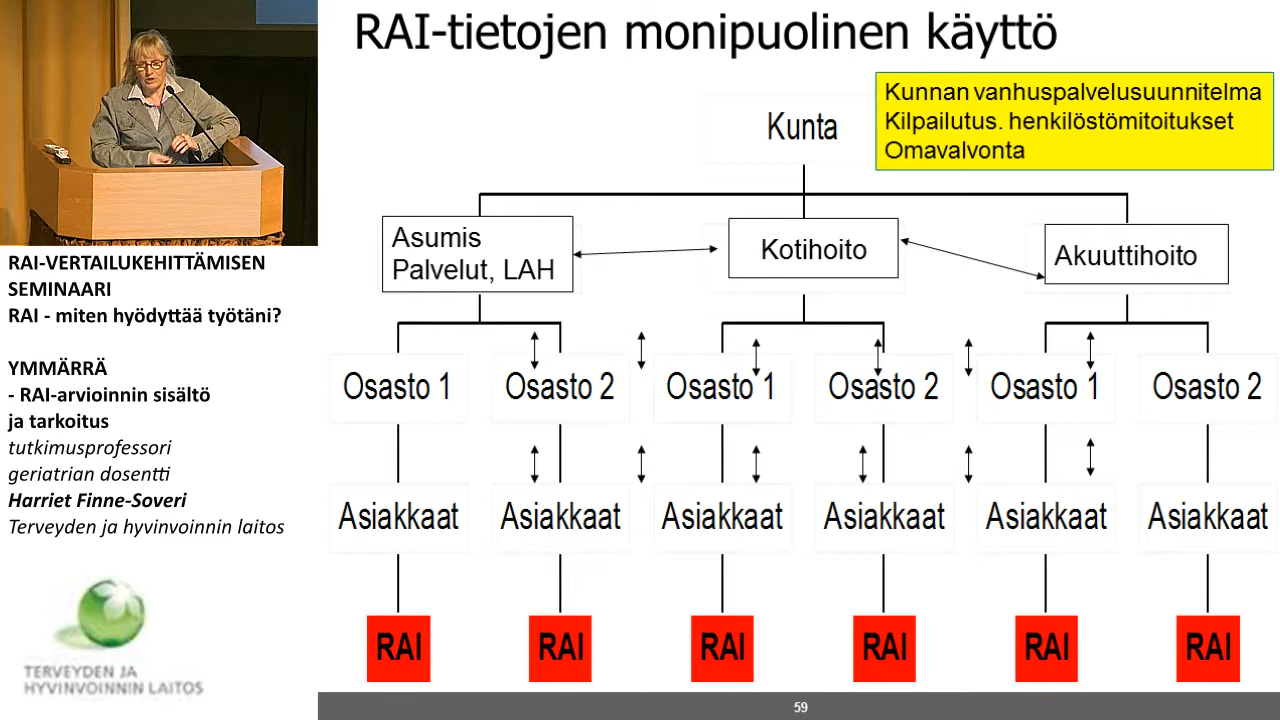 RAI-tietojen monipuolinen käyttö
Kunta
Kunnan vanhuspalvelusuunnitelma
Kilpailutus. henkilöstömitoitukset
Omavalvonta
Asumis
Palvelut, LAH
Kotihoito
Akuuttihoito
Osasto 1
Osasto 2
Osasto 1
Osasto 2
Osasto 1
Osasto 2
Asiakkaat
Asiakkaat
Asiakkaat
Asiakkaat
Asiakkaat
Asiakkaat
RAI
RAI
RAI
RAI
RAI
RAI
59
RAI-VERTAILUKEHITTÄMISEN
SEMINAARI
RAI - miten hyödyttää työtäni?
YMMÄRRÄ
- RAI-arvioinnin sisältö
ja tarkoitus
tutkimusprofessori
geriatrian dosentti
Harriet Finne-Soveri
Terveyden ja hyvinvoinnin laitos
TERVEYDEN JA
HYVINVOINNIN LAITOS